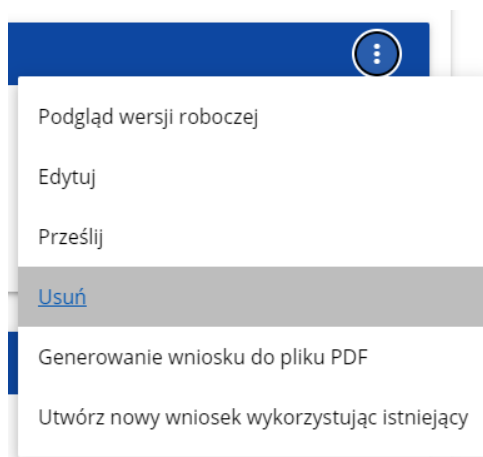 Podgląd wersji roboczej
Edytuj
Prześlij
Usuń
Generowanie wniosku do pliku PDF
Utwórz nowy wniosek wykorzystując istniejący